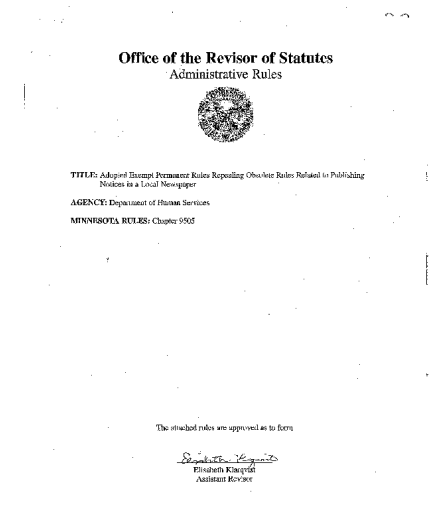 Office of the Revisor of Statutes
Administrative Rules
TITLE: Adopted Exempt Permanent Rules Repealing Obsolete Rules Related to Publishing
Notices in a Local Newspaper
AGENCY: Department of Human Services
MINNESOTA RULES: Chapter 9505
The attached rules are approved as to form
Elisabeth Klarqvist
Assistant Revisor